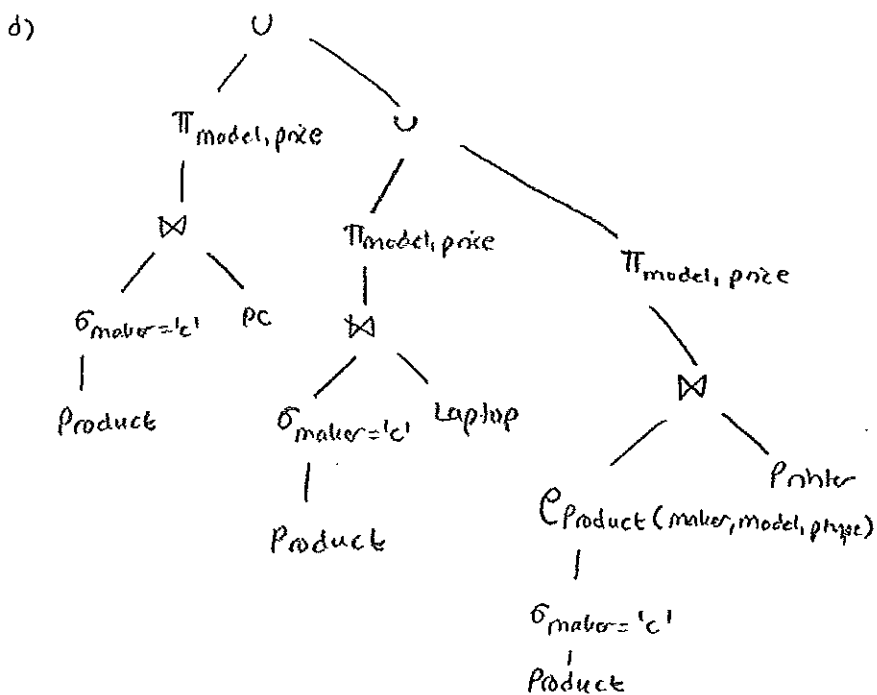 d)
∪
π model, price
∪
⋈
π model, price
π model, price
σ maker='c'
PC
⋈
Product
σ maker='c'
Laptop
⋈
Product
ρ Product(maker, model, ptype)
Printer
σ maker='c'
Product